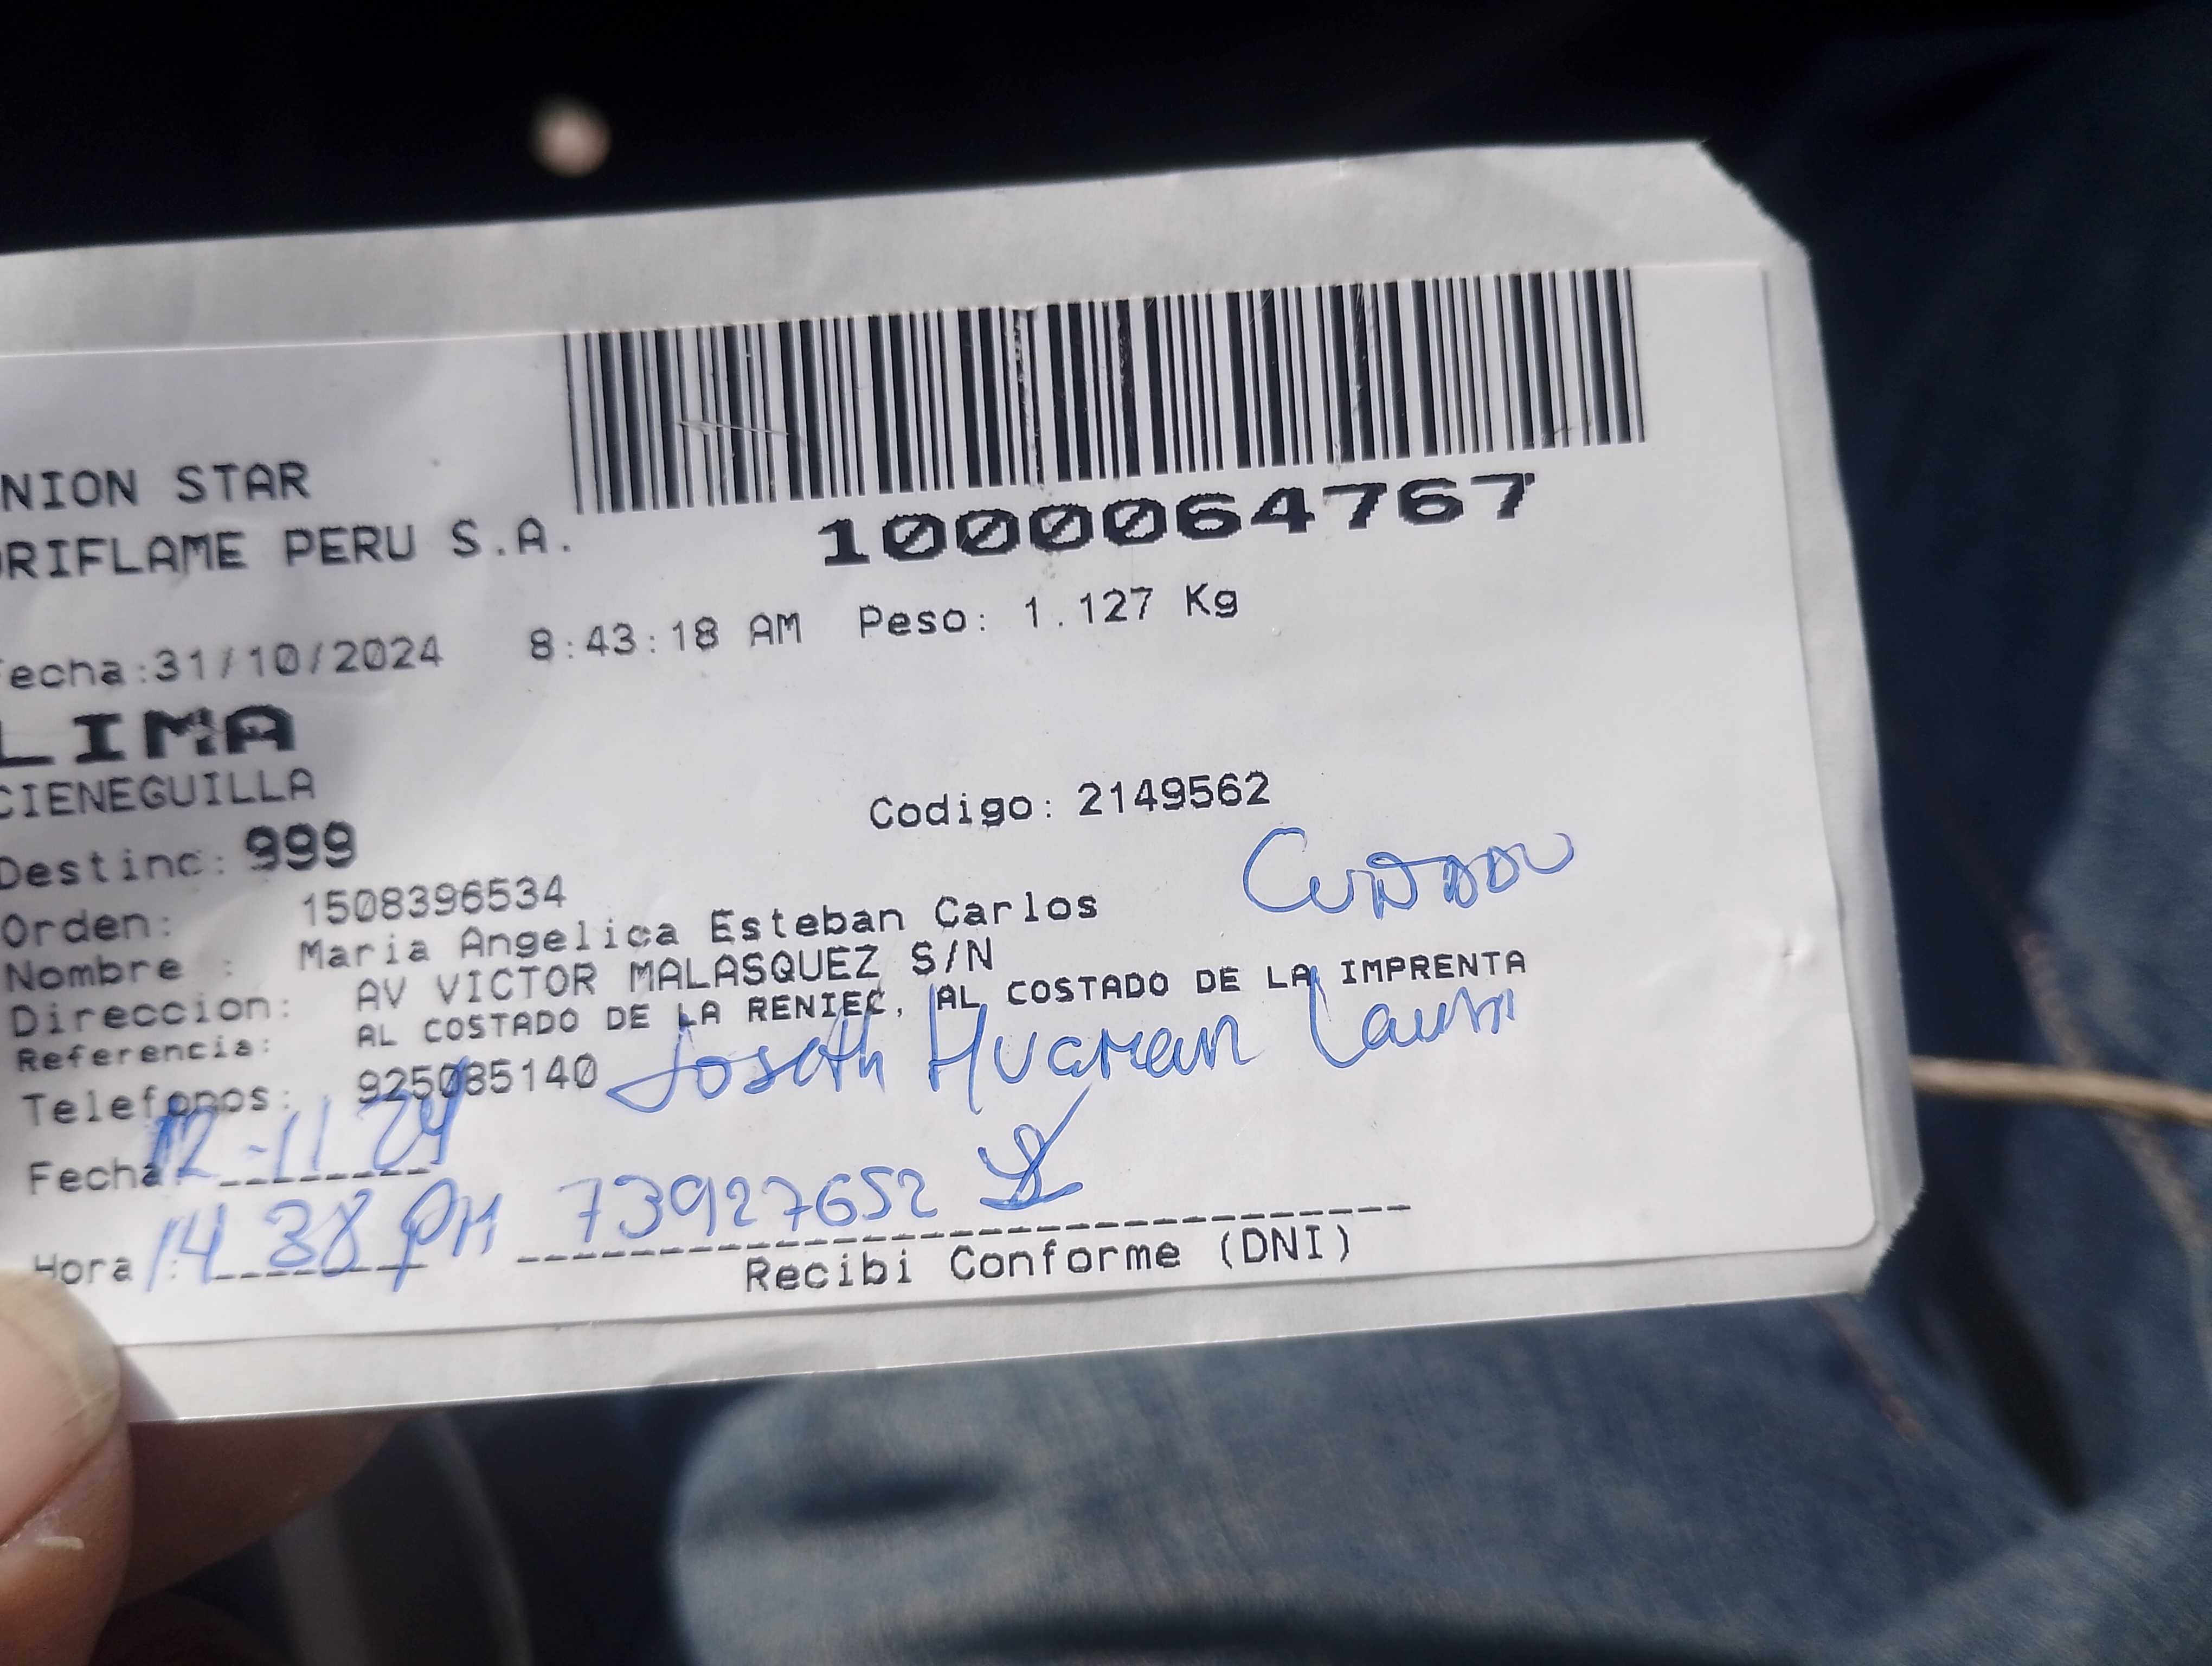 NION STAR
RIFLAME PERU S.A.
1000064767
Fecha:31/10/2024 8:43:18 AM Peso: 1.127 Kg
LIMA
CIENEGUILLA
Codigo: 2149562
Destino: 999
Orden: 1508396534
Nombre : Maria Angelica Esteban Carlos
Direccion: AV VICTOR MALASQUEZ S/N
Referencia: AL COSTADO DE LA RENIEC, AL COSTADO DE LA IMPRENTA
Telefonos: 925085140
Joseth Huaman
Fecha: 12-11 24
Hora : 14 38 PM 73927652
Recibi Conforme (DNI)